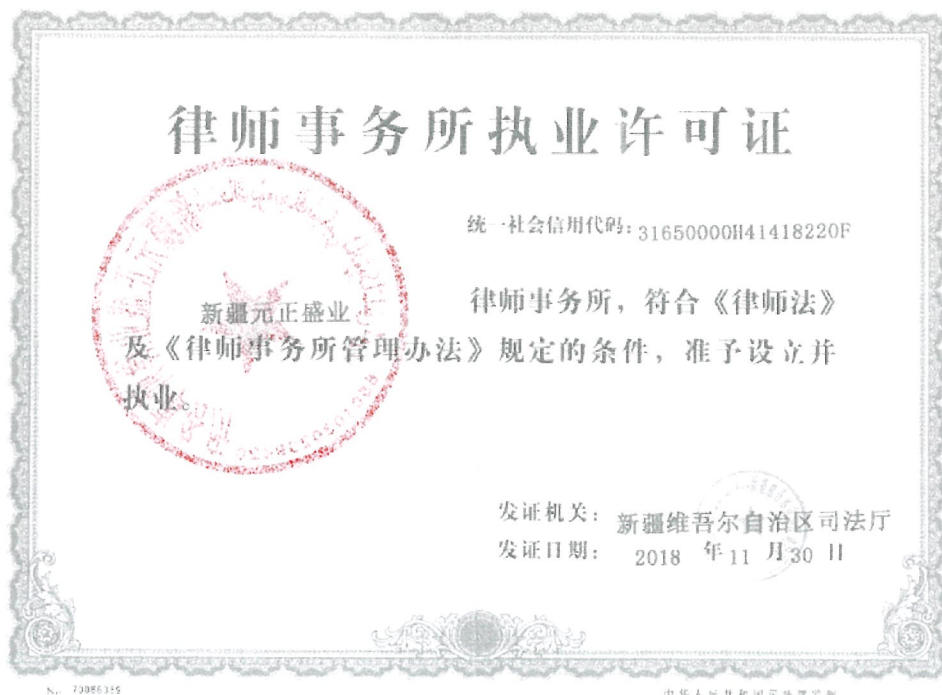 律师事务所执业许可证
统一社会信用代码: 31650000H41418220F
新疆元正盛业 律师事务所，符合《律师法》
及《律师事务所管理办法》规定的条件，准予设立并
执业。
发证机关： 新疆维吾尔自治区司法厅
发证日期： 2018 年 11 月 30 日
No.